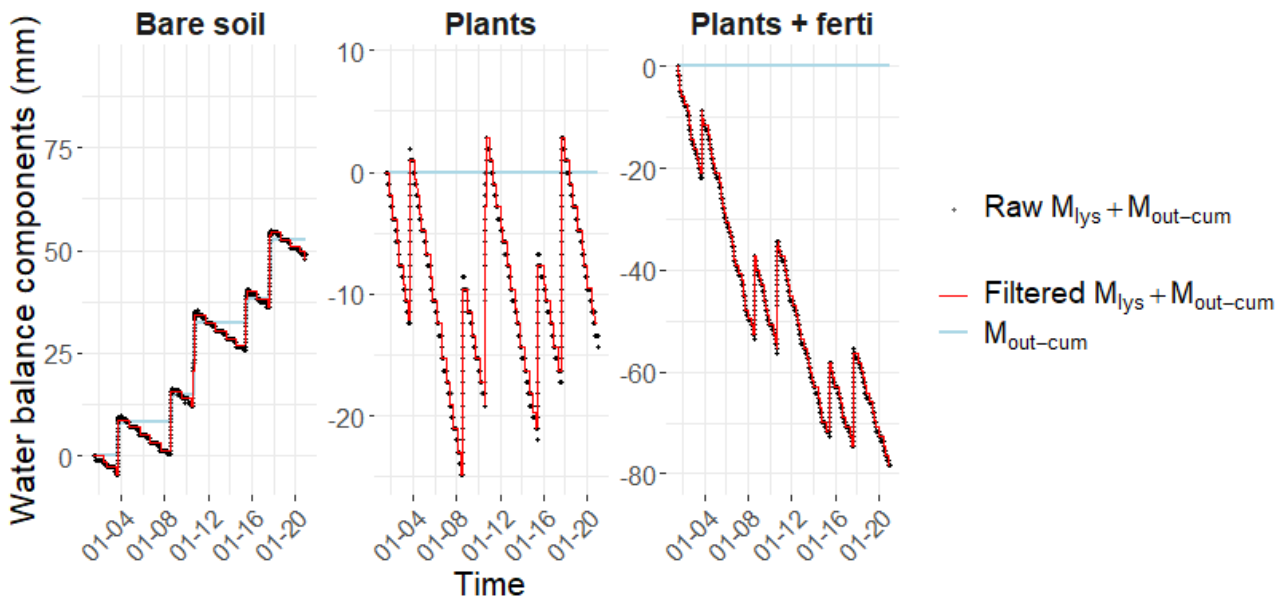 Bare soil
Plants
Plants + ferti
Water balance components (mm)
75
50
25
0
10
0
-10
-20
0
-20
-40
-60
-80
01-04 01-08 01-12 01-16 01-20
01-04 01-08 01-12 01-16 01-20
01-04 01-08 01-12 01-16 01-20
Time
Raw Mlys + Mout−cum
Filtered Mlys + Mout−cum
Mout−cum